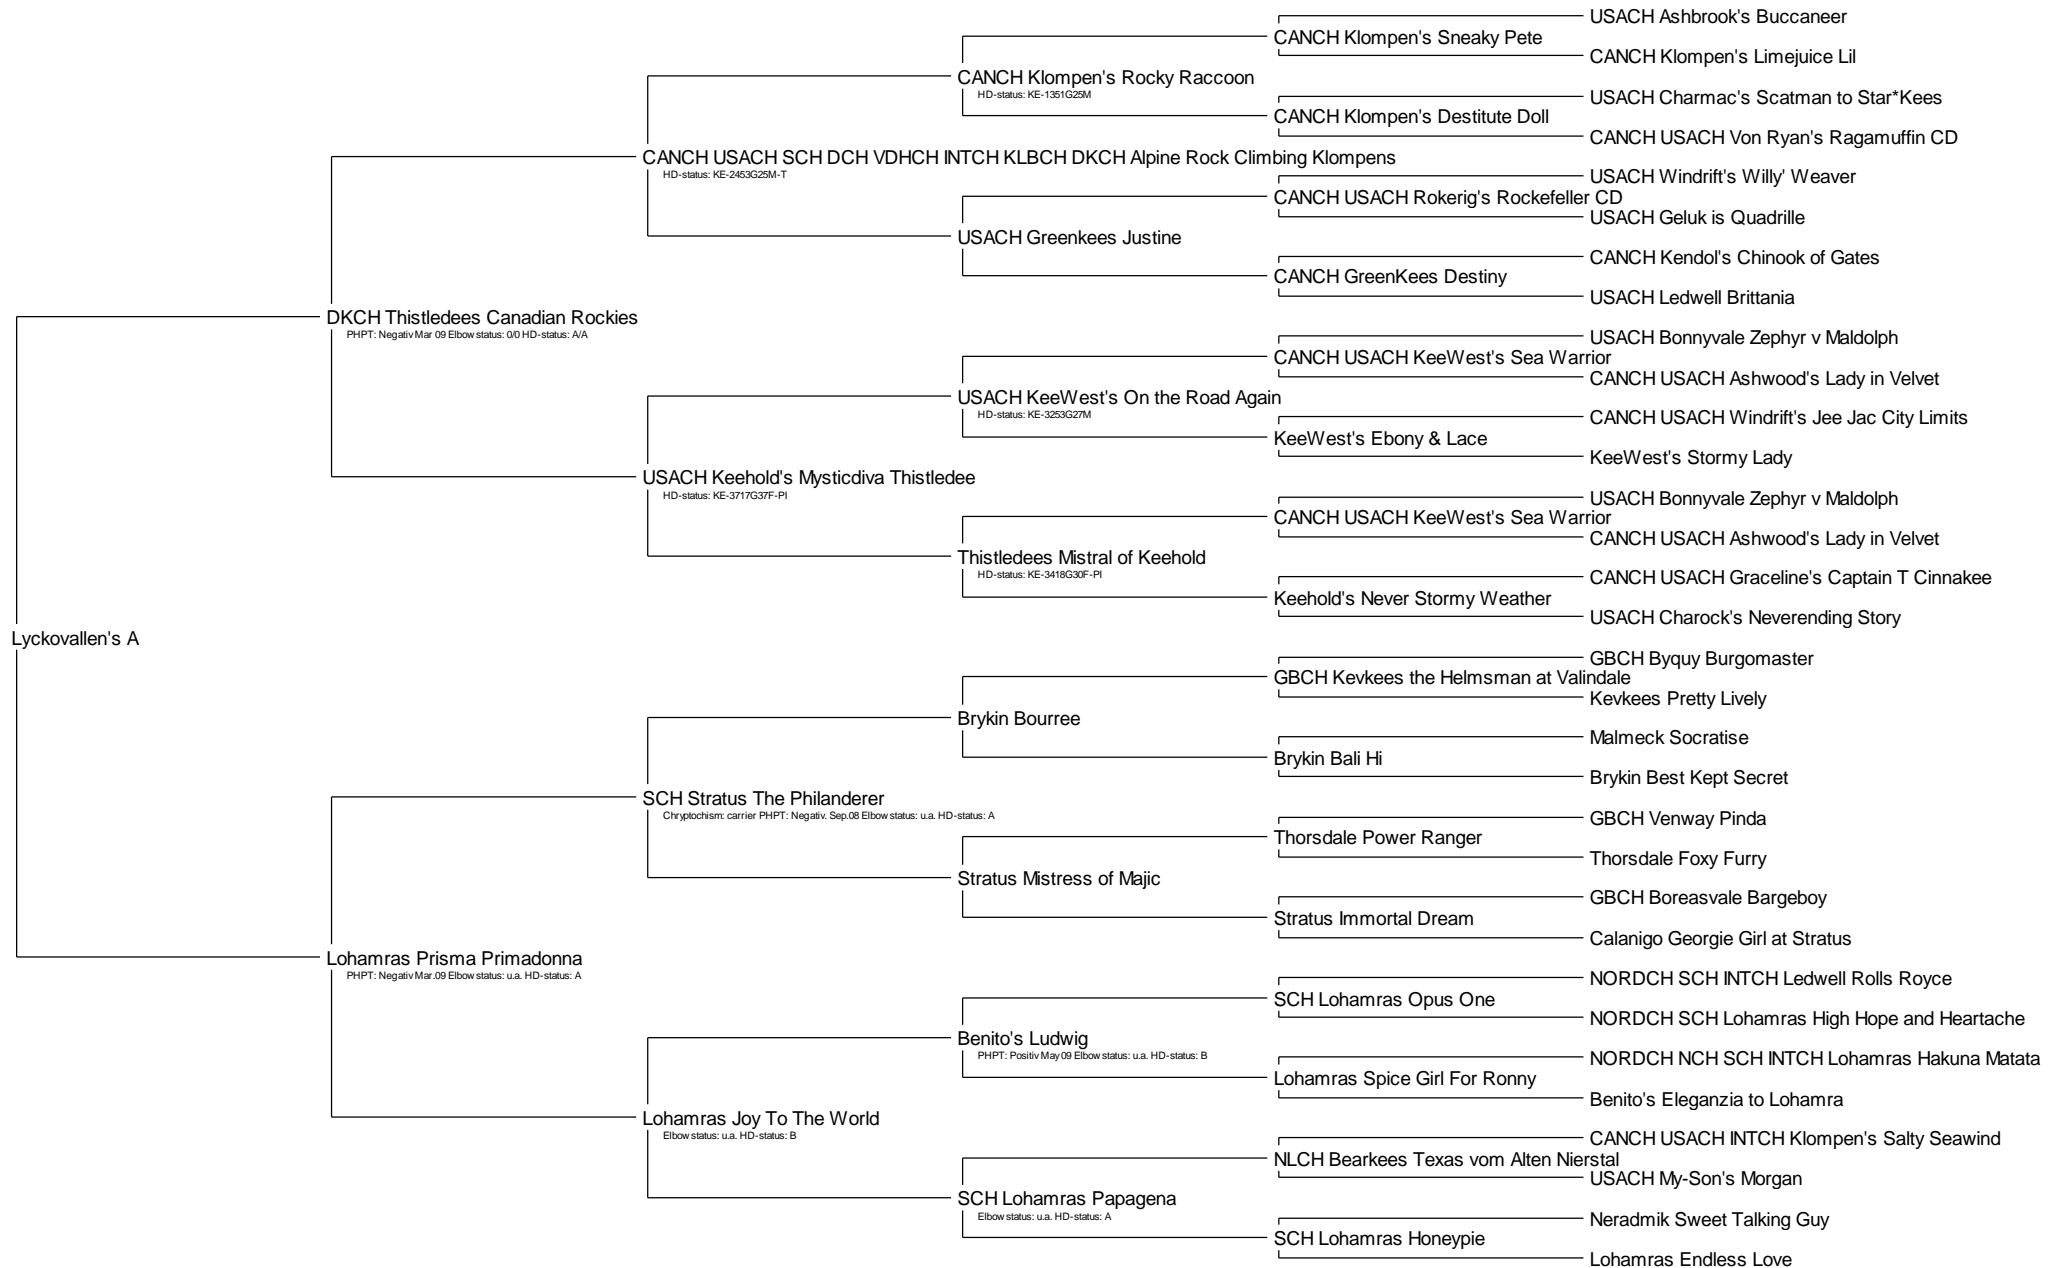 USACH Ashbrook's Buccaneer
CANCH Klompen's Sneaky Pete
CANCH Klompen's Limejuice Lil
CANCH Klompen's Rocky Raccoon
HD-status: KE-1351G25M
USACH Charmac's Scatman to Star*Kees
CANCH Klompen's Destitute Doll
CANCH USACH Von Ryan's Ragamuffin CD
CANCH USACH SCH DCH VDHCH INTCH KLBCH DKCH Alpine Rock Climbing Klompens
HD-status: KE-2453G25M-T
USACH Windrift's Willy' Weaver
CANCH USACH Rokerig's Rockefeller CD
USACH Geluk is Quadrille
USACH Greenkees Justine
CANCH Kendol's Chinook of Gates
CANCH GreenKees Destiny
USACH Ledwell Brittania
DKCH Thistledees Canadian Rockies
PHPT: Negativ Mar 09 Elbow status: 0/0 HD-status: A/A
USACH Bonnyvale Zephyr v Maldolph
CANCH USACH KeeWest's Sea Warrior
CANCH USACH Ashwood's Lady in Velvet
USACH KeeWest's On the Road Again
HD-status: KE-3253G27M
CANCH USACH Windrift's Jee Jac City Limits
KeeWest's Ebony & Lace
KeeWest's Stormy Lady
USACH Keehold's Mysticdiva Thistledee
HD-status: KE-3717G37F-PI
USACH Bonnyvale Zephyr v Maldolph
CANCH USACH KeeWest's Sea Warrior
CANCH USACH Ashwood's Lady in Velvet
Thistledees Mistral of Keehold
HD-status: KE-3418G30F-PI
CANCH USACH Graceline's Captain T Cinnakee
Keehold's Never Stormy Weather
USACH Charock's Neverending Story
Lyckovallen's A
GBCH Byquy Burgomaster
GBCH Kevkees the Helmsman at Valindale
Kevkees Pretty Lively
Brykin Bourree
Malmeck Socratise
Brykin Bali Hi
Brykin Best Kept Secret
SCH Stratus The Philanderer
Chryptochism: carrier PHPT: Negativ. Sep.08 Elbow status: u.a. HD-status: A
GBCH Venway Pinda
Thorsdale Power Ranger
Thorsdale Foxy Furry
Stratus Mistress of Majic
GBCH Boreasvale Bargeboy
Stratus Immortal Dream
Calanigo Georgie Girl at Stratus
Lohamras Prisma Primadonna
PHPT: Negativ Mar.09 Elbow status: u.a. HD-status: A
NORDCH SCH INTCH Ledwell Rolls Royce
SCH Lohamras Opus One
NORDCH SCH Lohamras High Hope and Heartache
Benito's Ludwig
PHPT: Positiv May 09 Elbow status: u.a. HD-status: B
NORDCH NCH SCH INTCH Lohamras Hakuna Matata
Lohamras Spice Girl For Ronny
Benito's Eleganzia to Lohamra
Lohamras Joy To The World
Elbow status: u.a. HD-status: B
CANCH USACH INTCH Klompen's Salty Seawind
NLCH Bearkees Texas vom Alten Nierstal
USACH My-Son's Morgan
SCH Lohamras Papagena
Elbow status: u.a. HD-status: A
Neradmik Sweet Talking Guy
SCH Lohamras Honeypie
Lohamras Endless Love